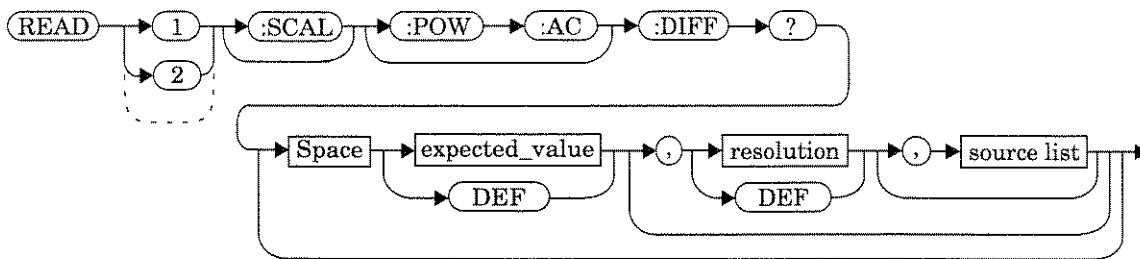 READ 1 :SCAL :POW :AC :DIFF ?
2
Space expected_value , resolution , source list
DEF DEF